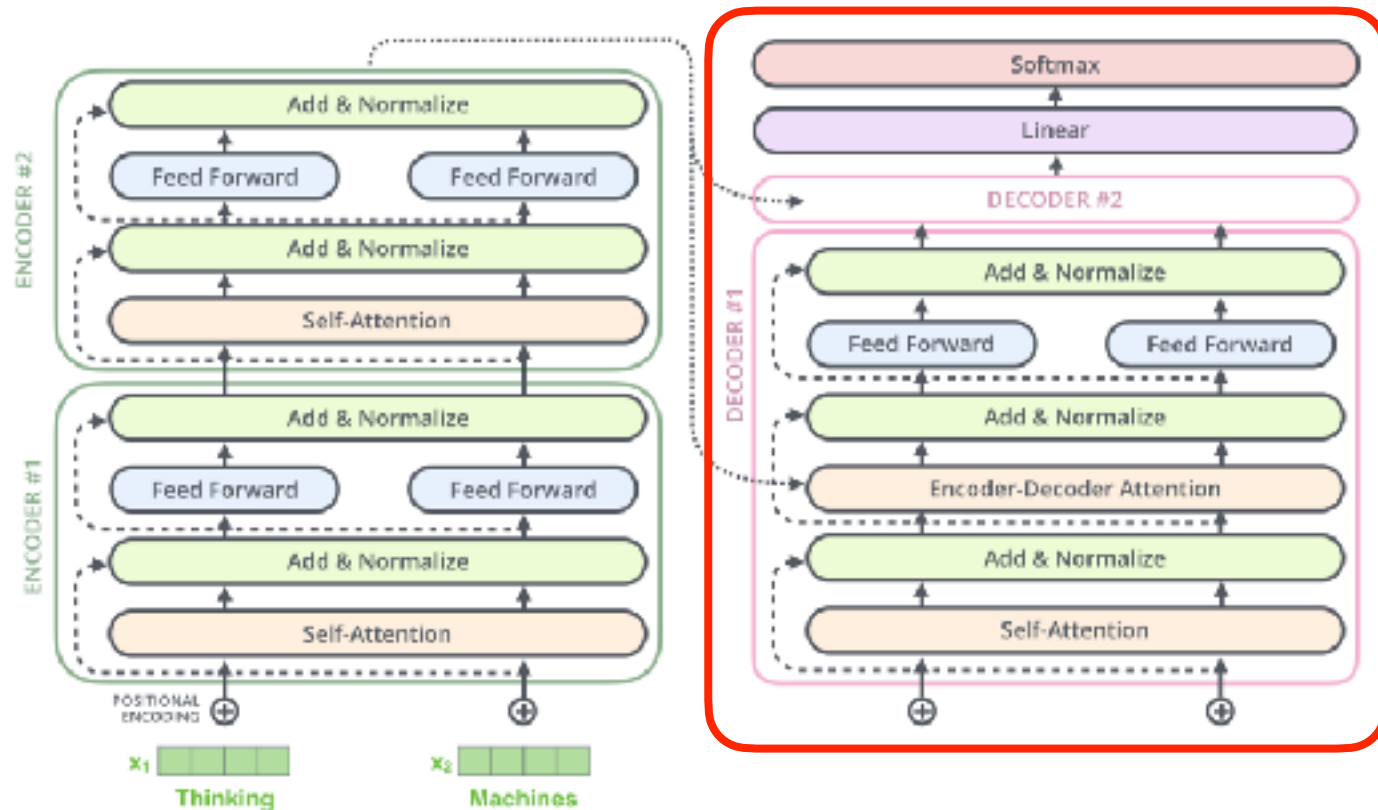 ENCODER #2
Add & Normalize
Feed Forward
Feed Forward
Add & Normalize
Self-Attention
ENCODER #1
Add & Normalize
Feed Forward
Feed Forward
Add & Normalize
Self-Attention
POSITIONAL
ENCODING
x₁
x₂
Thinking
Machines
Softmax
Linear
DECODER #2
DECODER #1
Add & Normalize
Feed Forward
Feed Forward
Add & Normalize
Encoder-Decoder Attention
Add & Normalize
Self-Attention